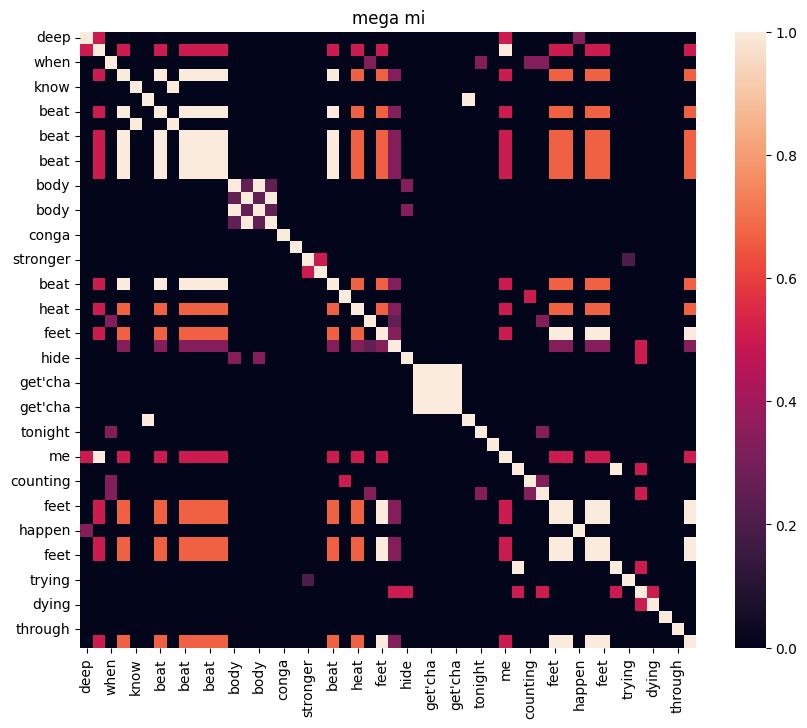 mega mi
deep
when
know
beat
beat
beat
body
body
conga
stronger
beat
heat
feet
hide
get'cha
get'cha
tonight
me
counting
feet
happen
feet
trying
dying
through
1.0
0.8
0.6
0.4
0.2
0.0
deep
when
know
beat
beat
beat
body
body
conga
stronger
beat
heat
feet
hide
get'cha
get'cha
tonight
me
counting
feet
happen
feet
trying
dying
through